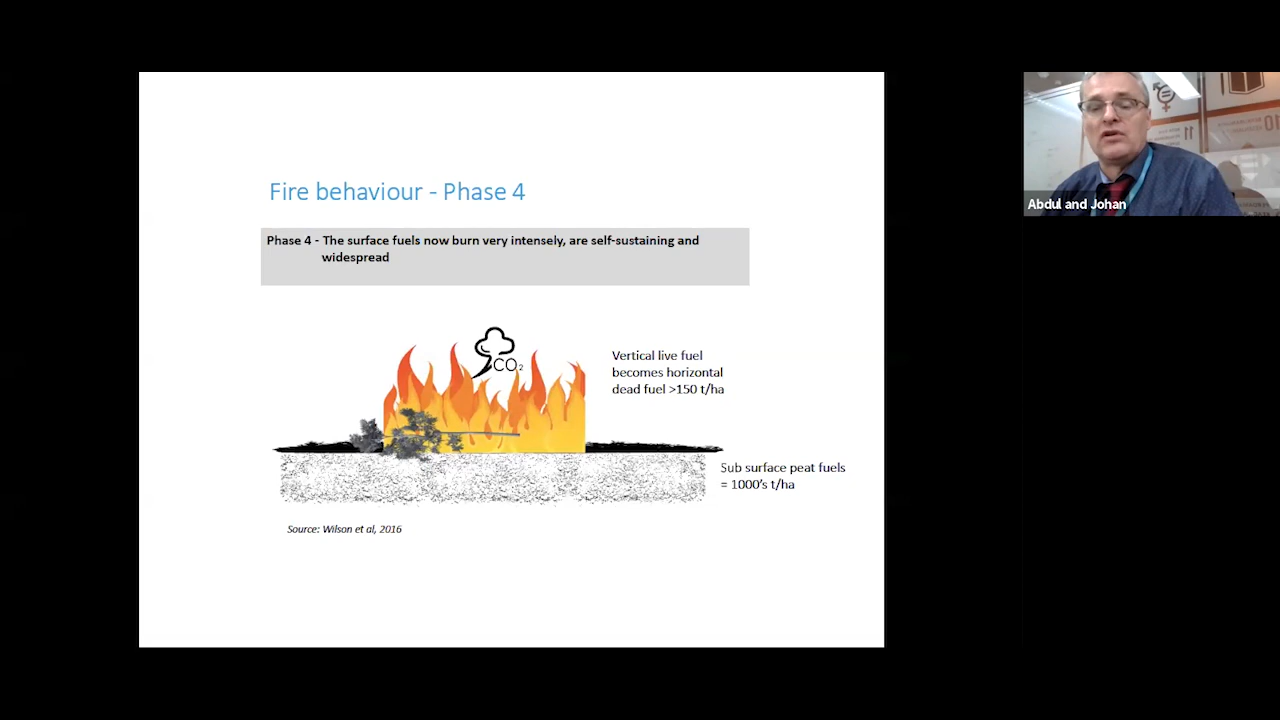 Fire behaviour - Phase 4
Phase 4 - The surface fuels now burn very intensely, are self-sustaining and
widespread
CO₂
Vertical live fuel
becomes horizontal
dead fuel >150 t/ha
Sub surface peat fuels
= 1000's t/ha
Source: Wilson et al, 2016
Abdul and Johan
10
11